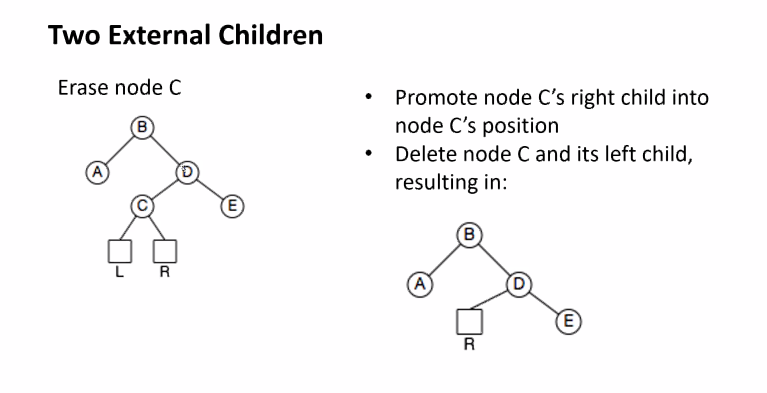 Two External Children
Erase node C
B
A
D
C
E
L
R
• Promote node C’s right child into
node C’s position
• Delete node C and its left child,
resulting in:
B
A
D
E
R